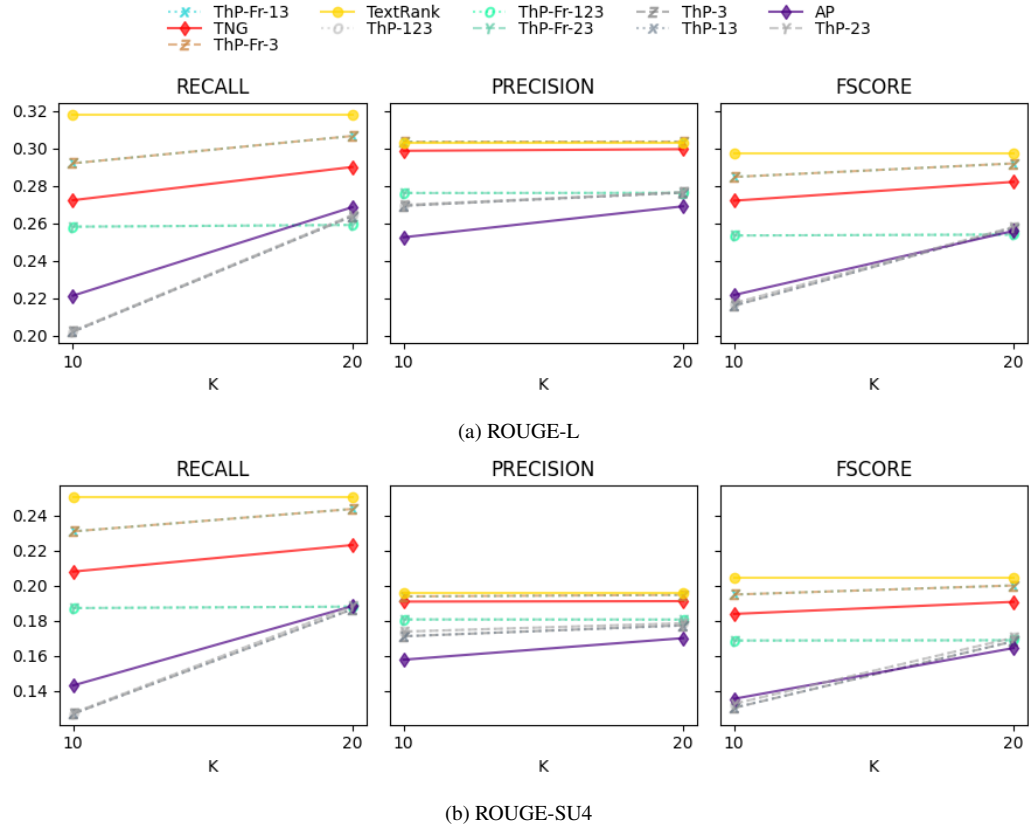 ThP-Fr-13 TextRank ThP-Fr-123 ThP-3 AP
TNG ThP-123 ThP-Fr-23 ThP-13 ThP-23
ThP-Fr-3
RECALL PRECISION FSCORE
0.32
0.30
0.28
0.26
0.24
0.22
0.20
10 20 10 20 10 20
K K K
(a) ROUGE-L
RECALL PRECISION FSCORE
0.24
0.22
0.20
0.18
0.16
0.14
10 20 10 20 10 20
K K K
(b) ROUGE-SU4